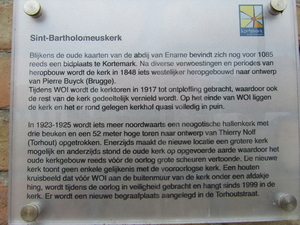 kortemark
Sint-Bartholomeuskerk
Blijkens de oude kaarten van de abdij van Ename bevindt zich nog voor 1085
reeds een bidplaats te Kortemark. Na diverse verwoestingen en periodes van
heropbouw wordt de kerk in 1848 iets westelijker heropgebouwd naar ontwerp
van Pierre Buyck (Brugge).
Tijdens WOI wordt de kerktoren in 1917 tot ontploffing gebracht, waardoor ook
de rest van de kerk gedeeltelijk vernield wordt. Op het einde van WOI liggen
de kerk en het er rond gelegen kerkhof quasi volledig in puin.
In 1923-1925 wordt iets meer noordwaarts een neogotische hallenkerk met
drie beuken en een 52 meter hoge toren naar ontwerp van Thierry Nolf
(Torhout) opgetrokken. Enerzijds maakt de nieuwe locatie een grotere kerk
mogelijk en anderzijds stond de oude kerk op opgevoerde aarde waardoor het
oude kerkgebouw reeds vóór de oorlog grote scheuren vertoonde. De nieuwe
kerk toont geen enkele gelijkenis met de vooroorlogse kerk. Een houten
kruisbeeld dat vóór WOI aan de buitenmuur van de kerk onder een afdakje
hing, wordt tijdens de oorlog in veiligheid gebracht en hangt sinds 1999 in de
kerk. Er wordt een nieuwe begraafplaats aangelegd in de Torhoutstraat.